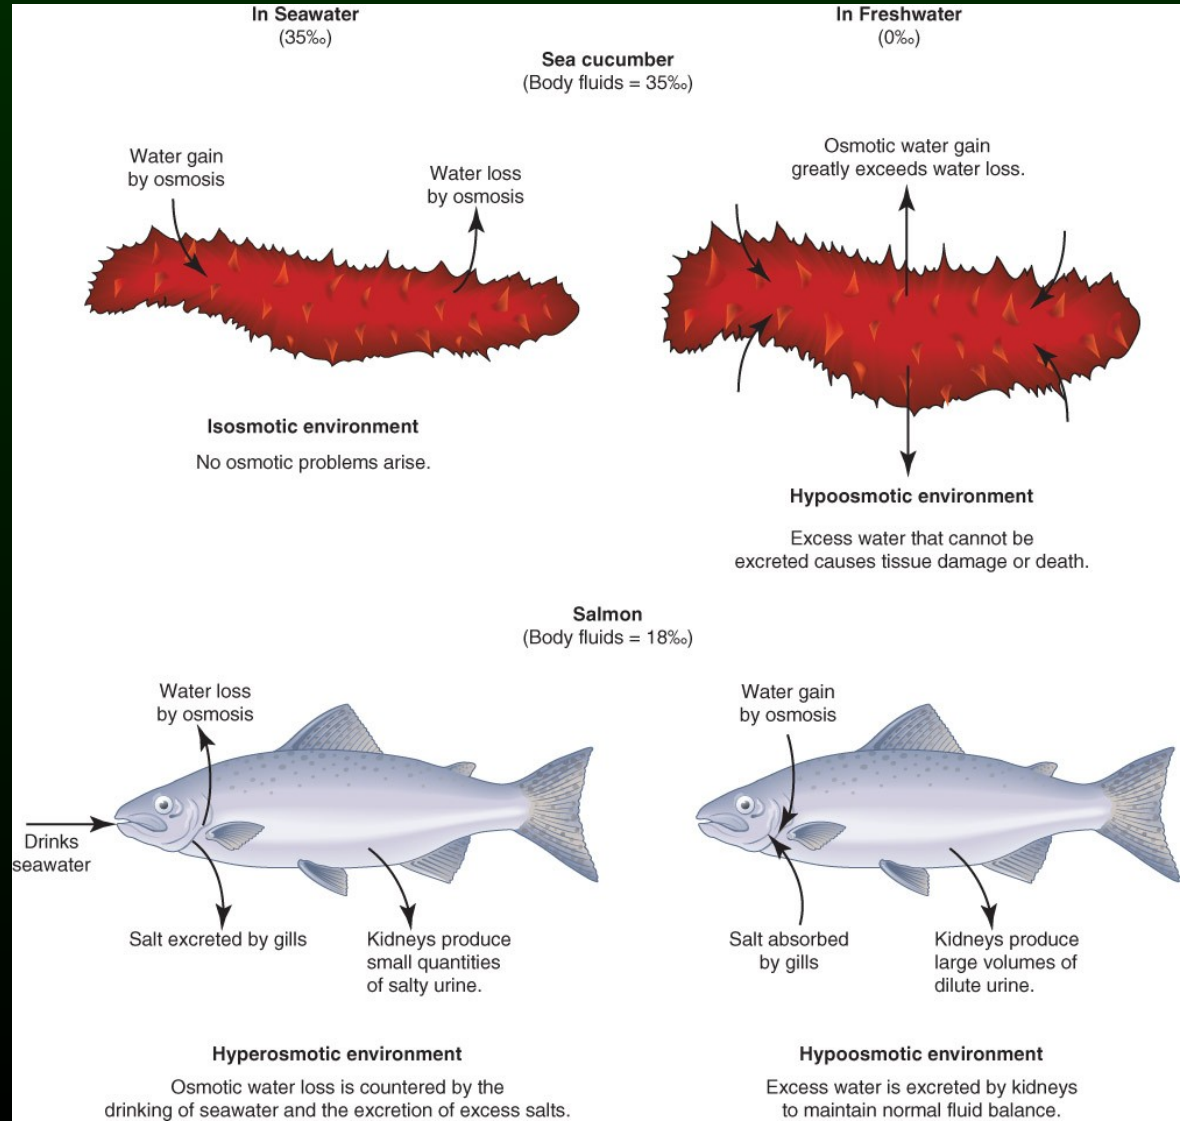 In Seawater
(35‰)
In Freshwater
(0‰)
Sea cucumber
(Body fluids = 35‰)
Water gain
by osmosis
Water loss
by osmosis
Osmotic water gain
greatly exceeds water loss.
Isosmotic environment
No osmotic problems arise.
Hypoosmotic environment
Excess water that cannot be
excreted causes tissue damage or death.
Salmon
(Body fluids = 18‰)
Water loss
by osmosis
Drinks
seawater
Salt excreted by gills
Kidneys produce
small quantities
of salty urine.
Water gain
by osmosis
Salt absorbed
by gills
Kidneys produce
large volumes of
dilute urine.
Hyperosmotic environment
Osmotic water loss is countered by the
drinking of seawater and the excretion of excess salts.
Hypoosmotic environment
Excess water is excreted by kidneys
to maintain normal fluid balance.